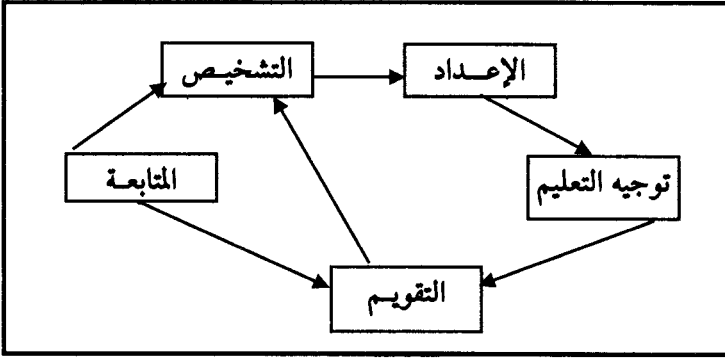 التشخيص
الإعداد
المتابعة
توجيه التعليم
التقويم